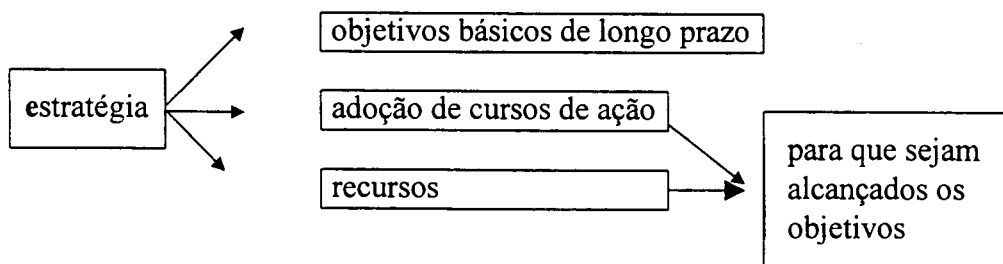 objetivos básicos de longo prazo
estratégia
adoção de cursos de ação
recursos
para que sejam
alcançados os
objetivos